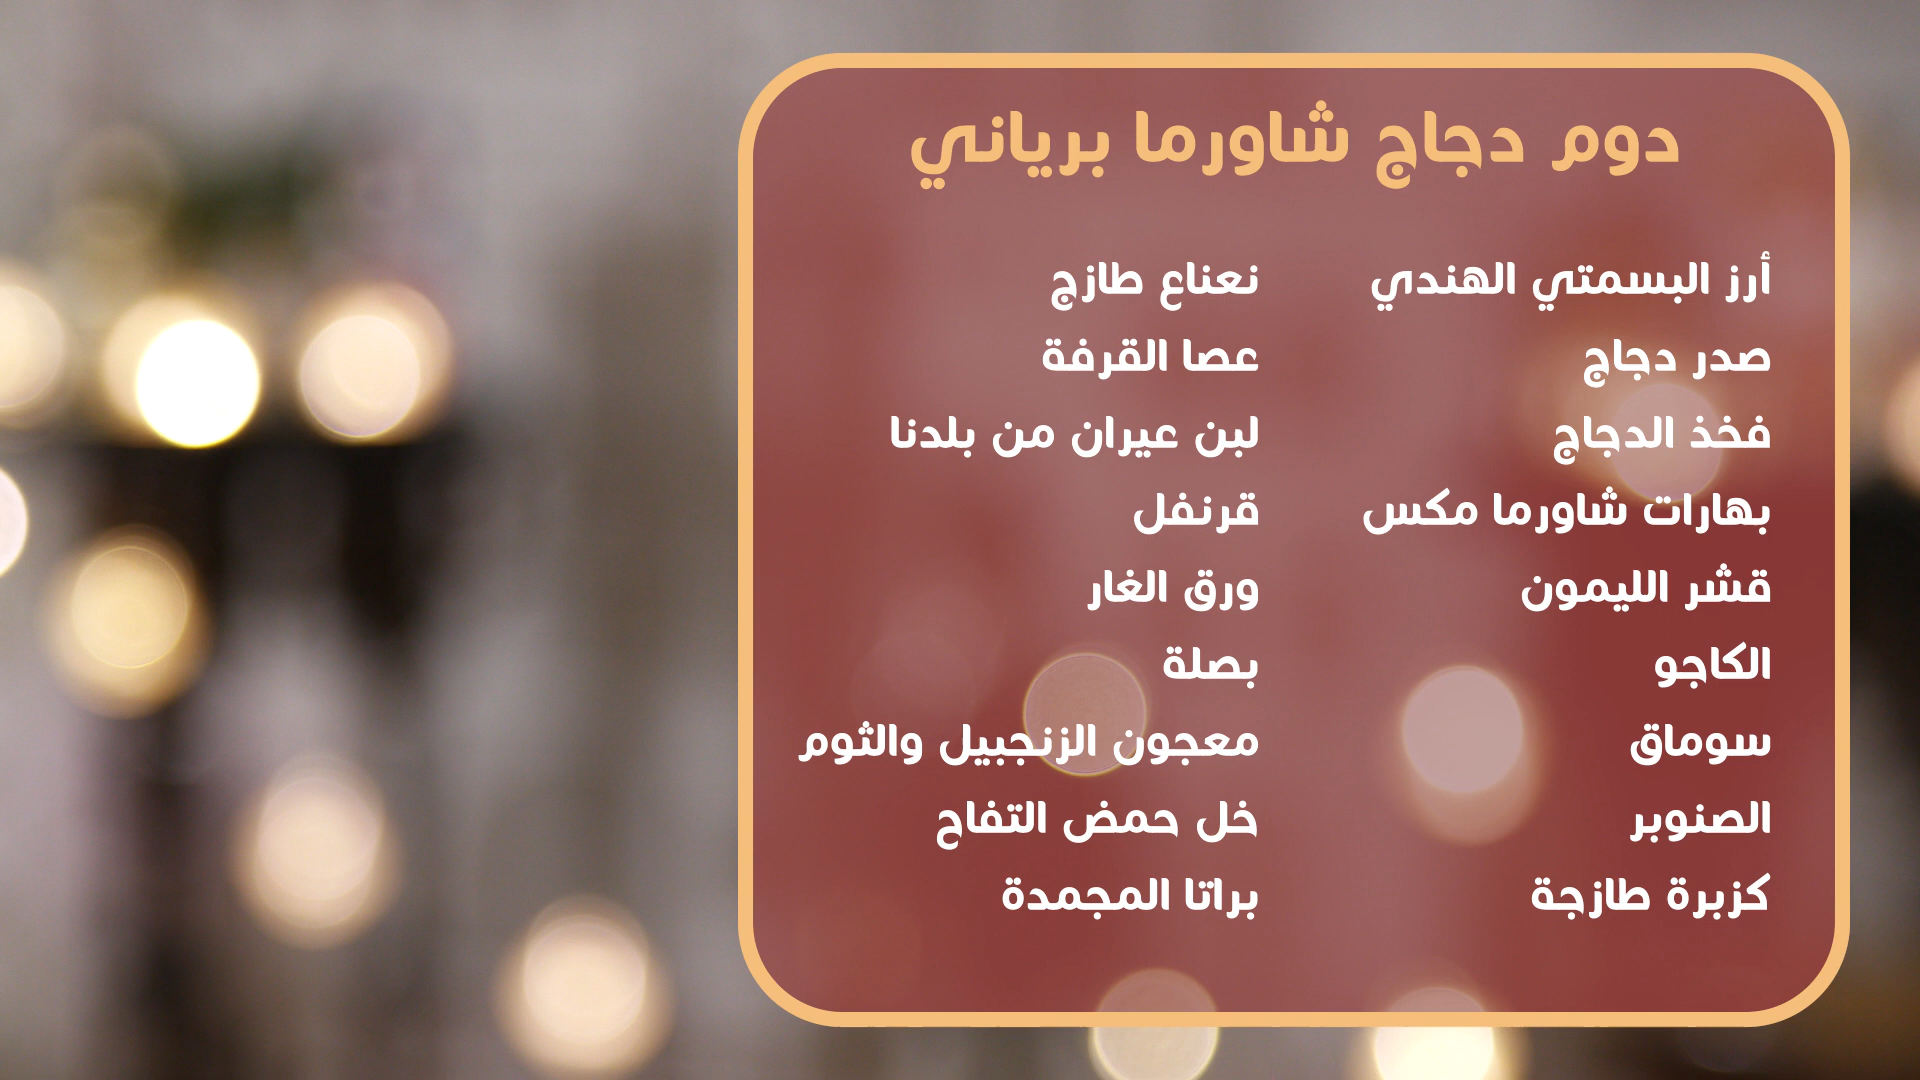 دوم دجاج شاورما برياني
أرز البسمتي الهندي
صدر دجاج
فخذ الدجاج
بهارات شاورما مكس
قشر الليمون
الكاجو
سوماق
الصنوبر
كزبرة طازجة
نعناع طازج
عصا القرفة
لبن عيران من بلدنا
قرنفل
ورق الغار
بصلة
معجون الزنجبيل والثوم
خل حمض التفاح
براتا المجمدة